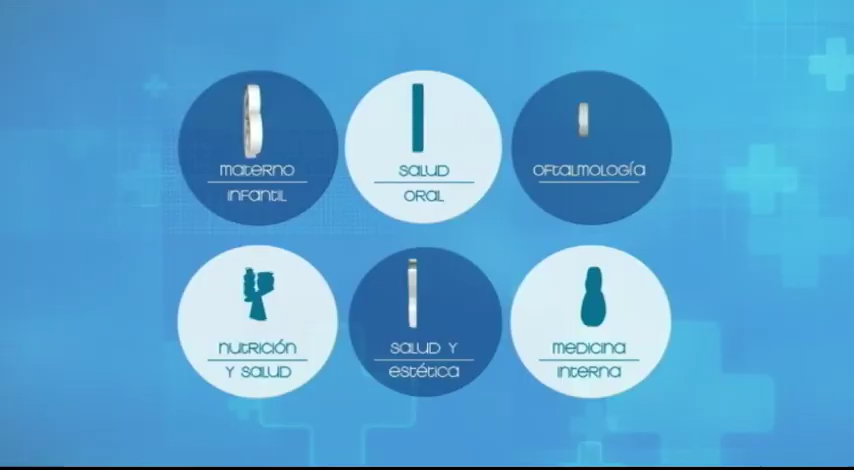 materno
infantil
salud
oral
oftalmología
nutrición
y salud
salud y
estética
medicina
interna